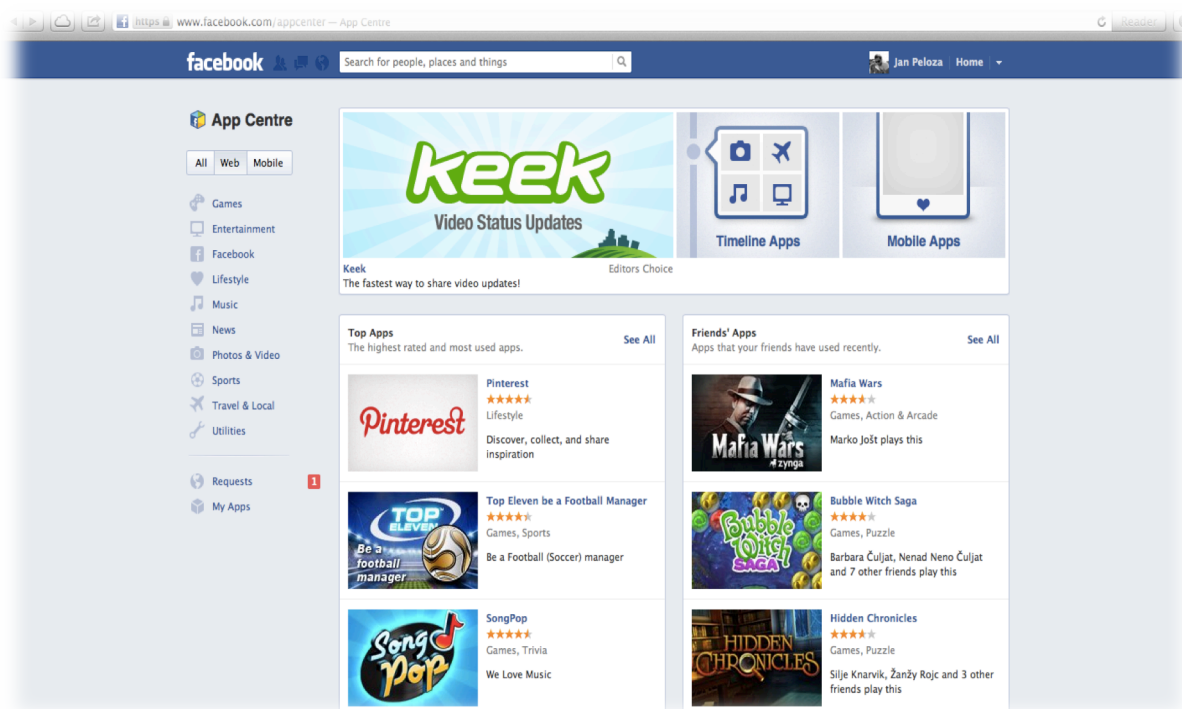 https www.facebook.com/appcenter — App Centre
Reader
facebook
Search for people, places and things
Jan Peloza Home
App Centre
All Web Mobile
Games
Entertainment
Facebook
Lifestyle
Music
News
Photos & Video
Sports
Travel & Local
Utilities
Requests 1
My Apps
keek
Video Status Updates
Timeline Apps
Mobile Apps
Keek
Editors Choice
The fastest way to share video updates!
Top Apps
See All
The highest rated and most used apps.
Pinterest
Pinterest
Lifestyle
Discover, collect, and share
inspiration
TOP
ELEVEN
Be a
football
manager
Top Eleven be a Football Manager
Games, Sports
Be a Football (Soccer) manager
Song
Pop
SongPop
Games, Trivia
We Love Music
Friends' Apps
See All
Apps that your friends have used recently.
Mafia Wars
zynga
Mafia Wars
Games, Action & Arcade
Marko Jošt plays this
Bubble
Witch
SAGA
Bubble Witch Saga
Games, Puzzle
Barbara Čuljat, Nenad Neno Čuljat
and 7 other friends play this
HIDDEN
CHRONICLES
Hidden Chronicles
Games, Puzzle
Silje Knarvik, Žanžy Rojc and 3 other
friends play this